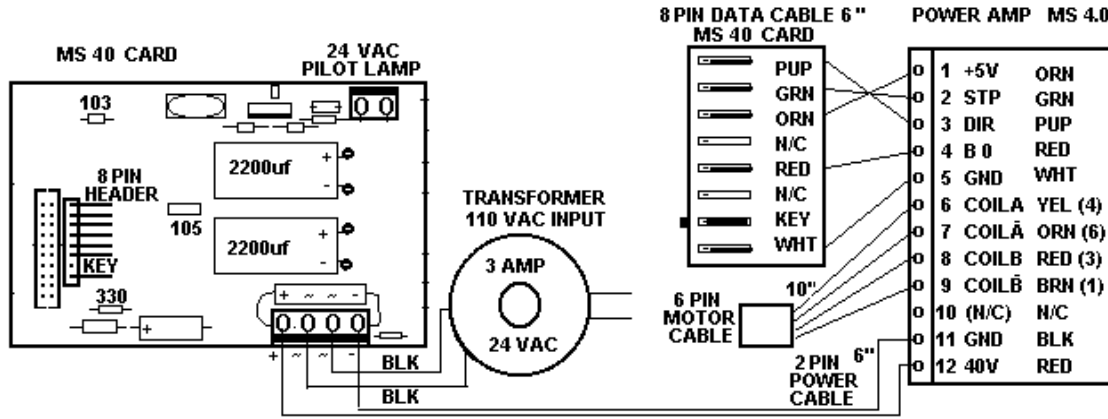 8 PIN DATA CABLE 6"
MS 40 CARD
POWER AMP MS 4.0
MS 40 CARD
24 VAC
PILOT LAMP
103
2200uf
+
-
8 PIN
HEADER
105
2200uf
+
-
KEY
330
+ ~ ~ -
+ ~ ~ -
BLK
BLK
TRANSFORMER
110 VAC INPUT
3 AMP
24 VAC
PUP
GRN
ORN
N/C
RED
N/C
KEY
WHT
10"
6 PIN
MOTOR
CABLE
2 PIN 6"
POWER
CABLE
1 +5V ORN
2 STP GRN
3 DIR PUP
4 B 0 RED
5 GND WHT
6 COILA YEL (4)
7 COILĀ ORN (6)
8 COILB RED (3)
9 COILB̄ BRN (1)
10 (N/C) N/C
11 GND BLK
12 40V RED